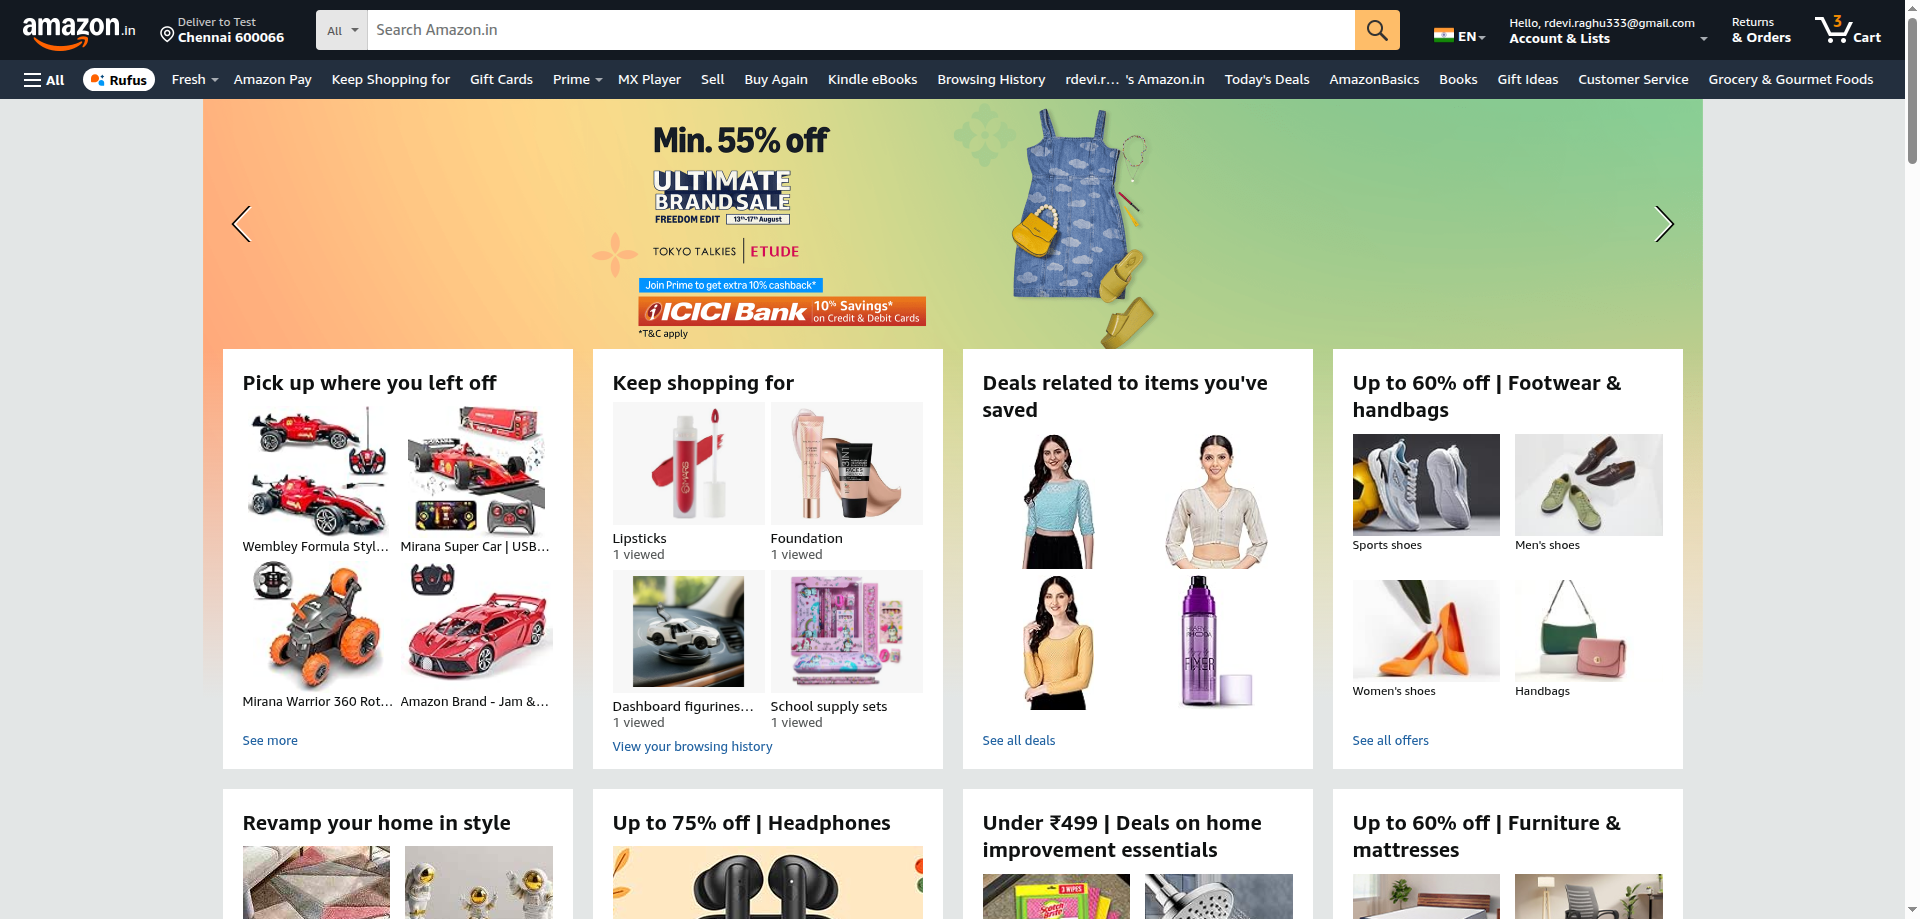 amazon.in
Deliver to Test
Chennai 600066
All
Search Amazon.in
EN
Hello, rdevi.raghu333@gmail.com
Account & Lists
Returns
& Orders
3
Cart
All
Rufus
Fresh
Amazon Pay
Keep Shopping for
Gift Cards
Prime
MX Player
Sell
Buy Again
Kindle eBooks
Browsing History
rdevi.r… 's Amazon.in
Today's Deals
AmazonBasics
Books
Gift Ideas
Customer Service
Grocery & Gourmet Foods
Min. 55% off
ULTIMATE
BRAND SALE
FREEDOM EDIT
13th-17th August
TOKYO TALKIES | ETUDE
Join Prime to get extra 10% cashback*
ICICI Bank
10% Savings*
on Credit & Debit Cards
*T&C apply
Pick up where you left off
Wembley Formula Styl...
Mirana Super Car | USB...
Mirana Warrior 360 Rot...
Amazon Brand - Jam &...
See more
Keep shopping for
Lipsticks
1 viewed
Foundation
1 viewed
Dashboard figurines...
1 viewed
School supply sets
1 viewed
View your browsing history
Deals related to items you've
saved
FIXER
See all deals
Up to 60% off | Footwear &
handbags
Sports shoes
Men's shoes
Women's shoes
Handbags
See all offers
Revamp your home in style
Up to 75% off | Headphones
Under ₹499 | Deals on home
improvement essentials
3 WIPES
Scotch
Brite
Up to 60% off | Furniture &
mattresses